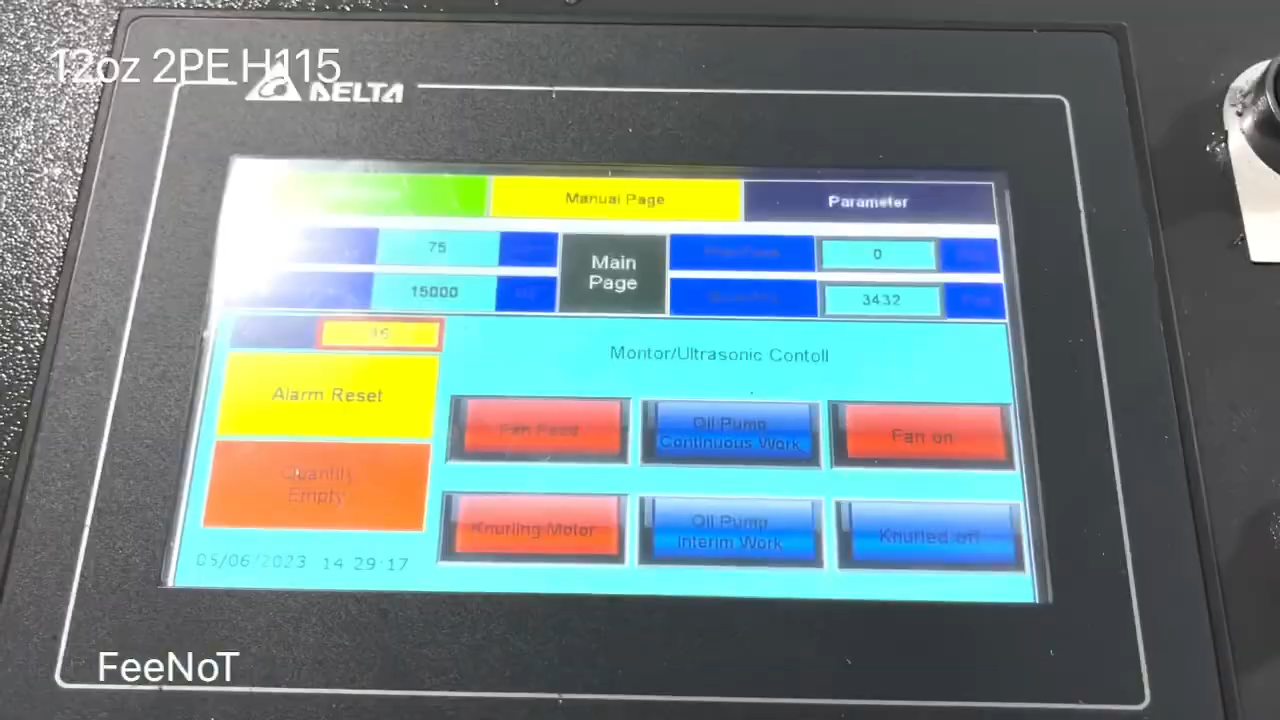 12oz 2PE H115
DELTA
Manual Page
Parameter
75
Main
Page
0
15000
3432
16
Montor/Ultrasonic Contoll
Alarm Reset
Fan Feed
Oil Pump
Continuous Work
Fan on
Quantity
Empty
Knurling Motor
Oil Pump
Interim Work
Knurled off
05/06/2023 14:29:17
FeeNoT